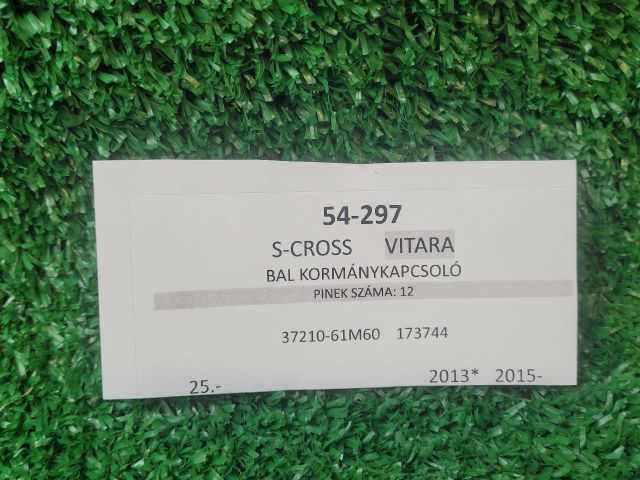 54-297
S-CROSS VITARA
BAL KORMÁNYKAPCSOLÓ
PINEK SZÁMA: 12
37210-61M60 173744
25,- 2013* 2015-